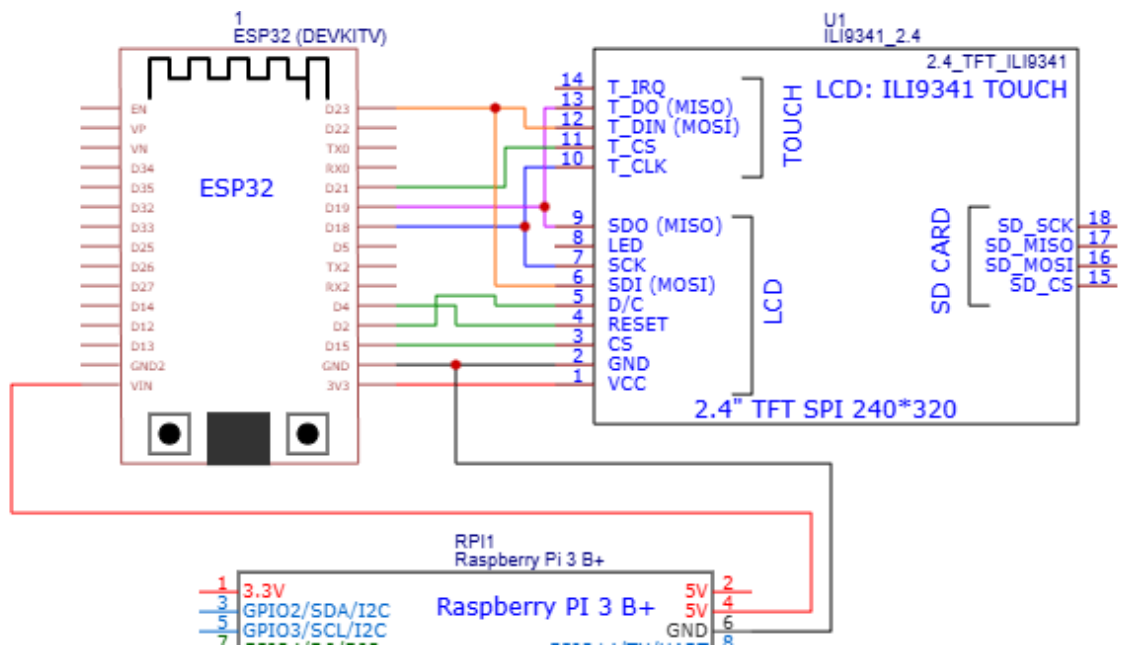 1
ESP32 (DEVKITV)
EN
VP
VN
D34
D35
D32
D33
D25
D26
D27
D14
D12
D13
GND2
VIN
ESP32
D23
D22
TX0
RX0
D21
D19
D18
D5
TX2
RX2
D4
D2
D15
GND
3V3
U1
ILI9341_2.4
2.4_TFT_ILI9341
LCD: ILI9341 TOUCH
14 T_IRQ
13 T_DO (MISO)
12 T_DIN (MOSI)
11 T_CS
10 T_CLK
TOUCH
9 SDO (MISO)
8 LED
7 SCK
6 SDI (MOSI)
5 D/C
4 RESET
3 CS
2 GND
1 VCC
LCD
SD CARD
SD_SCK 18
SD_MISO 17
SD_MOSI 16
SD_CS 15
2.4" TFT SPI 240*320
RPI1
Raspberry Pi 3 B+
1 3.3V
3 GPIO2/SDA/I2C
5 GPIO3/SCL/I2C
7
Raspberry PI 3 B+
5V 2
5V 4
GND 6
8